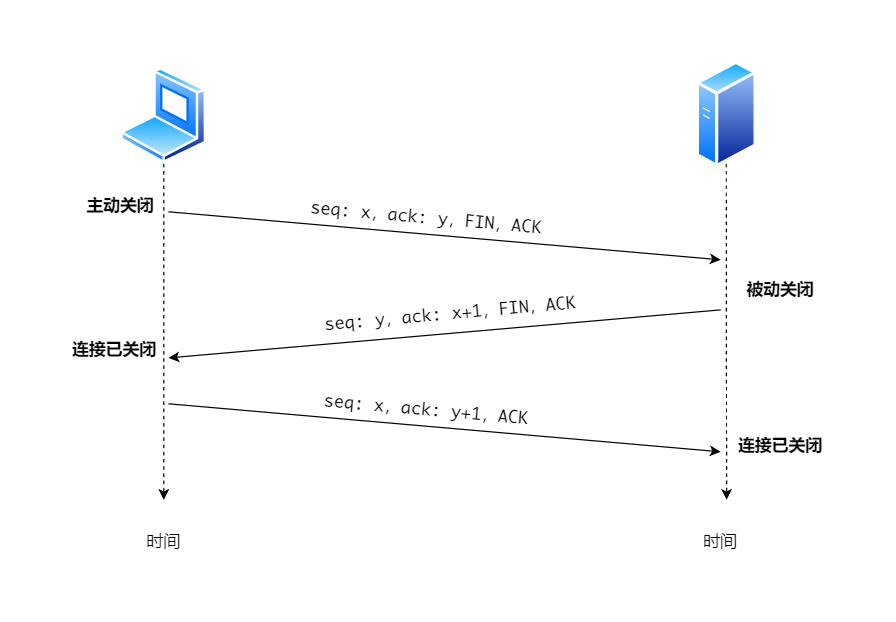 主动关闭
seq: x, ack: y, FIN, ACK
被动关闭
seq: y, ack: x+1, FIN, ACK
连接已关闭
seq: x, ack: y+1, ACK
连接已关闭
时间
时间